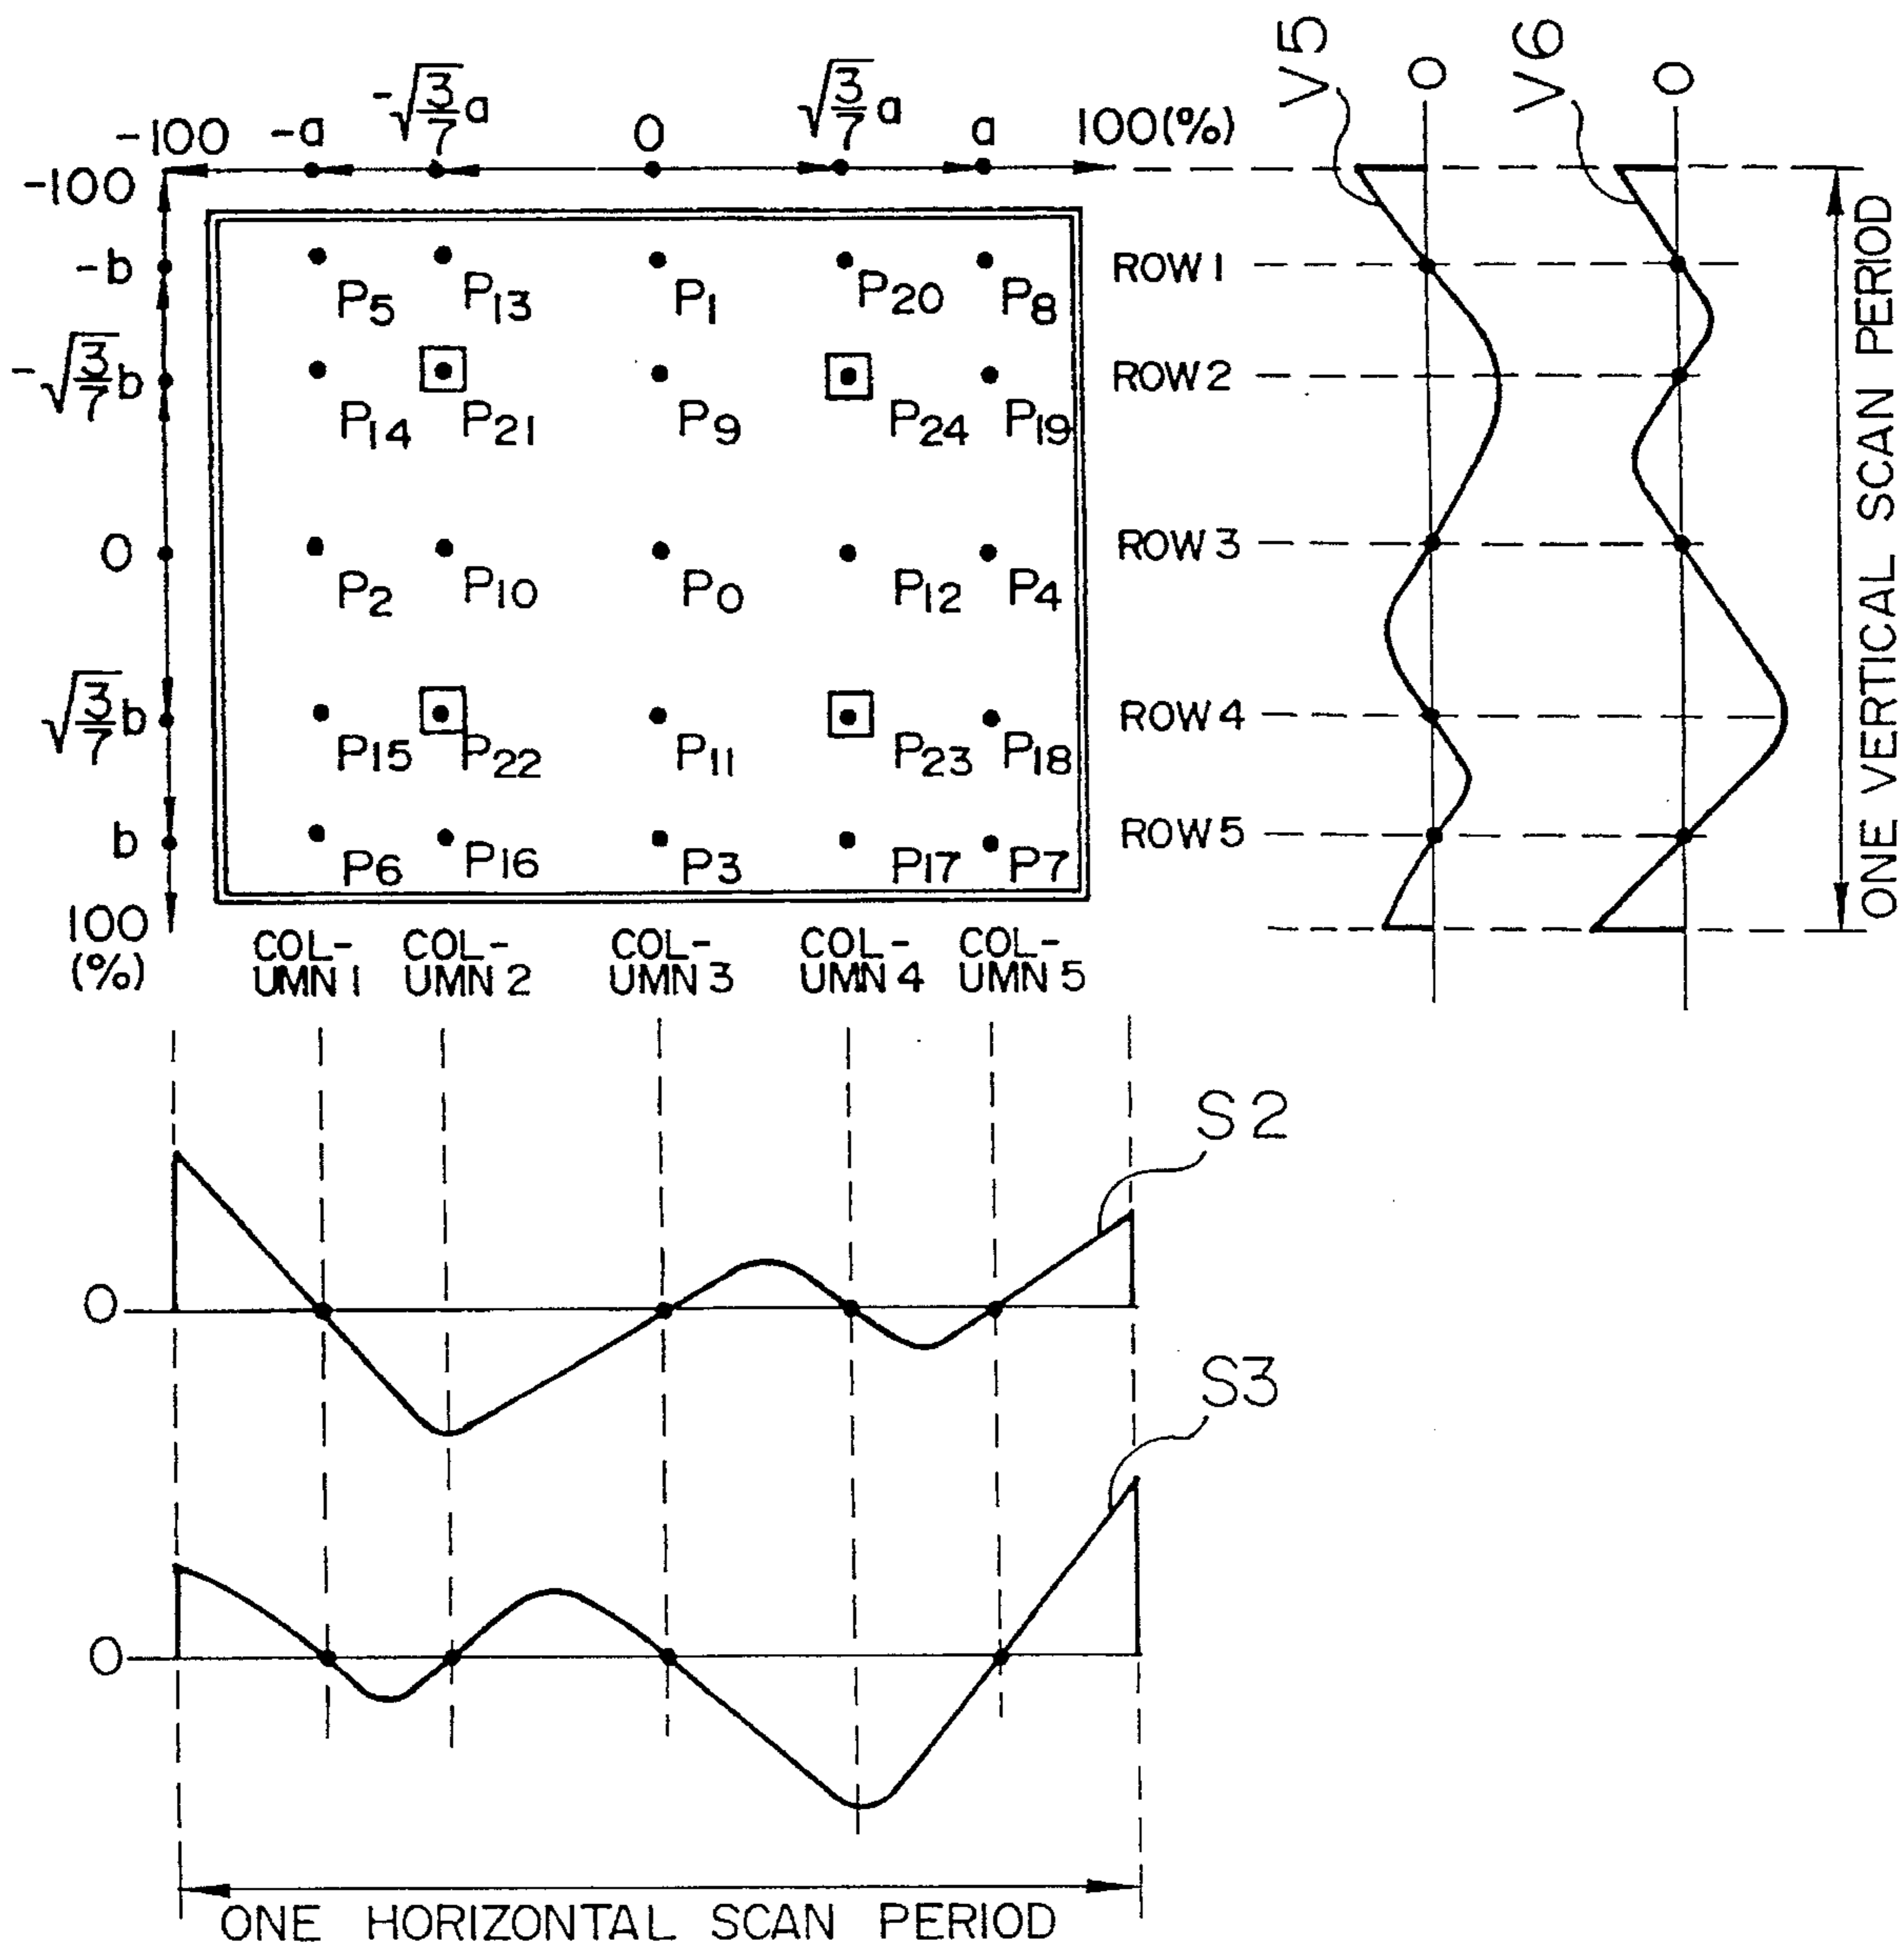 -100 -a -√3/7 a 0 √3/7 a a 100(%)
V5 0 V6 0
-100
-b
-√3/7 b
0
√3/7 b
b
100
(%)
P5 P13 P1 P20 P8
P14 P21 P9 P24 P19
P2 P10 P0 P12 P4
P15 P22 P11 P23 P18
P6 P16 P3 P17 P7
ROW 1
ROW 2
ROW 3
ROW 4
ROW 5
ONE VERTICAL SCAN PERIOD
COL- COL- COL- COL- COL-
UMN 1 UMN 2 UMN 3 UMN 4 UMN 5
S2
0
S3
0
ONE HORIZONTAL SCAN PERIOD